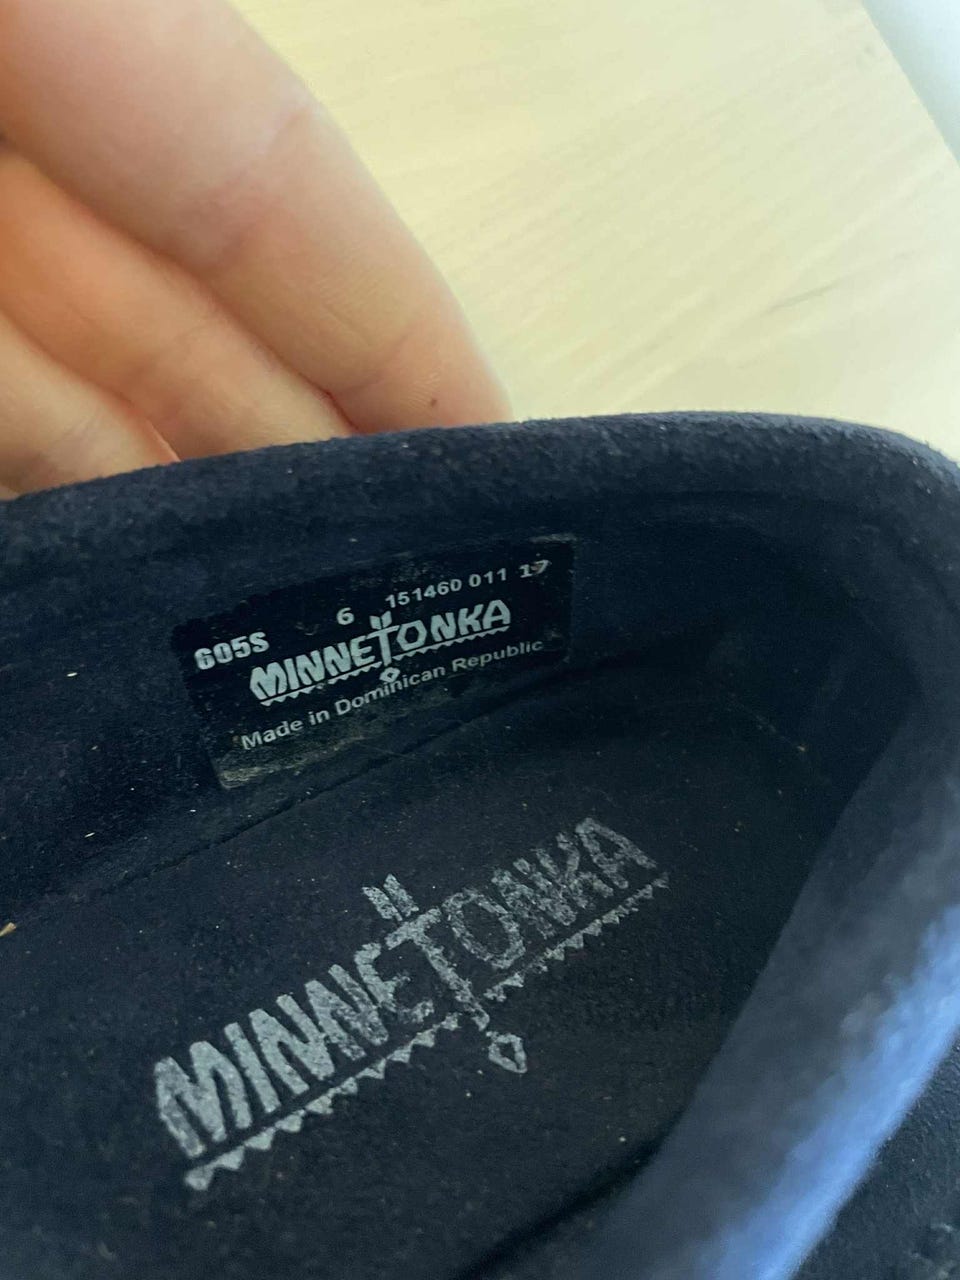 605S 6 151460 011 17
MINNETONKA
Made in Dominican Republic
MINNETONKA